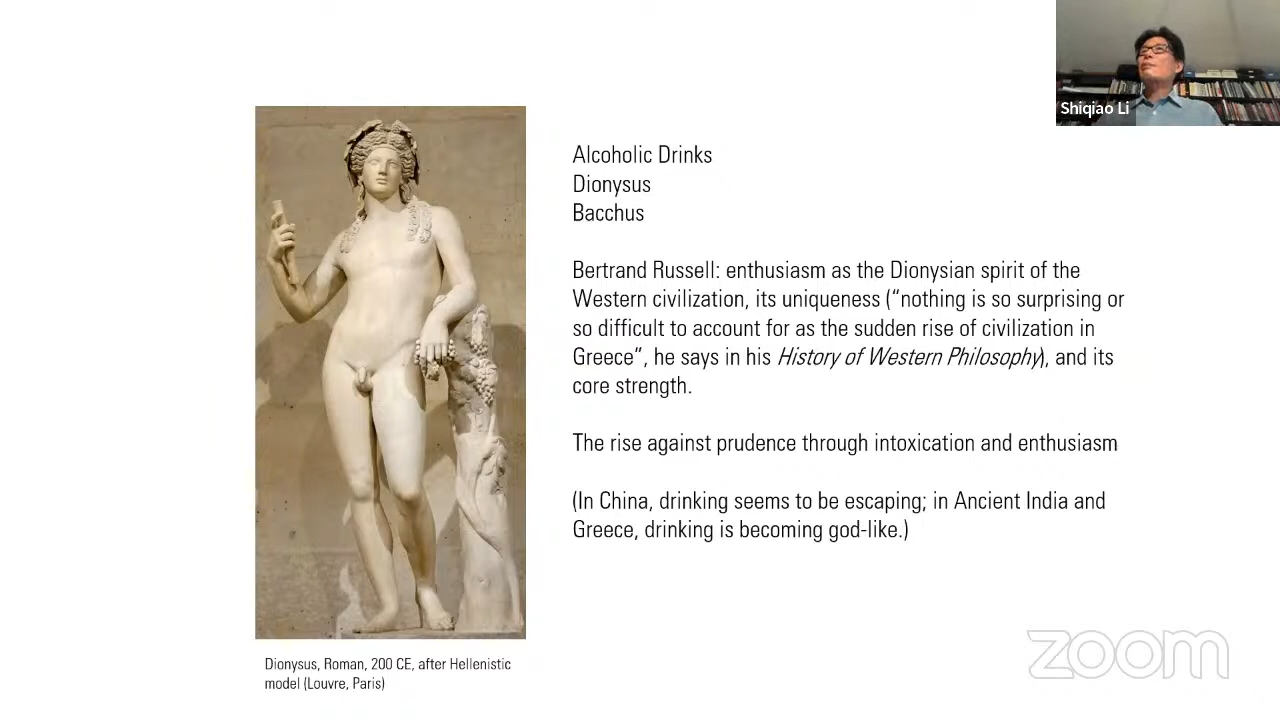 Shiqiao Li
Alcoholic Drinks
Dionysus
Bacchus
Bertrand Russell: enthusiasm as the Dionysian spirit of the
Western civilization, its uniqueness (“nothing is so surprising or
so difficult to account for as the sudden rise of civilization in
Greece”, he says in his History of Western Philosophy), and its
core strength.
The rise against prudence through intoxication and enthusiasm
(In China, drinking seems to be escaping; in Ancient India and
Greece, drinking is becoming god-like.)
Dionysus, Roman, 200 CE, after Hellenistic
model (Louvre, Paris)
zoom